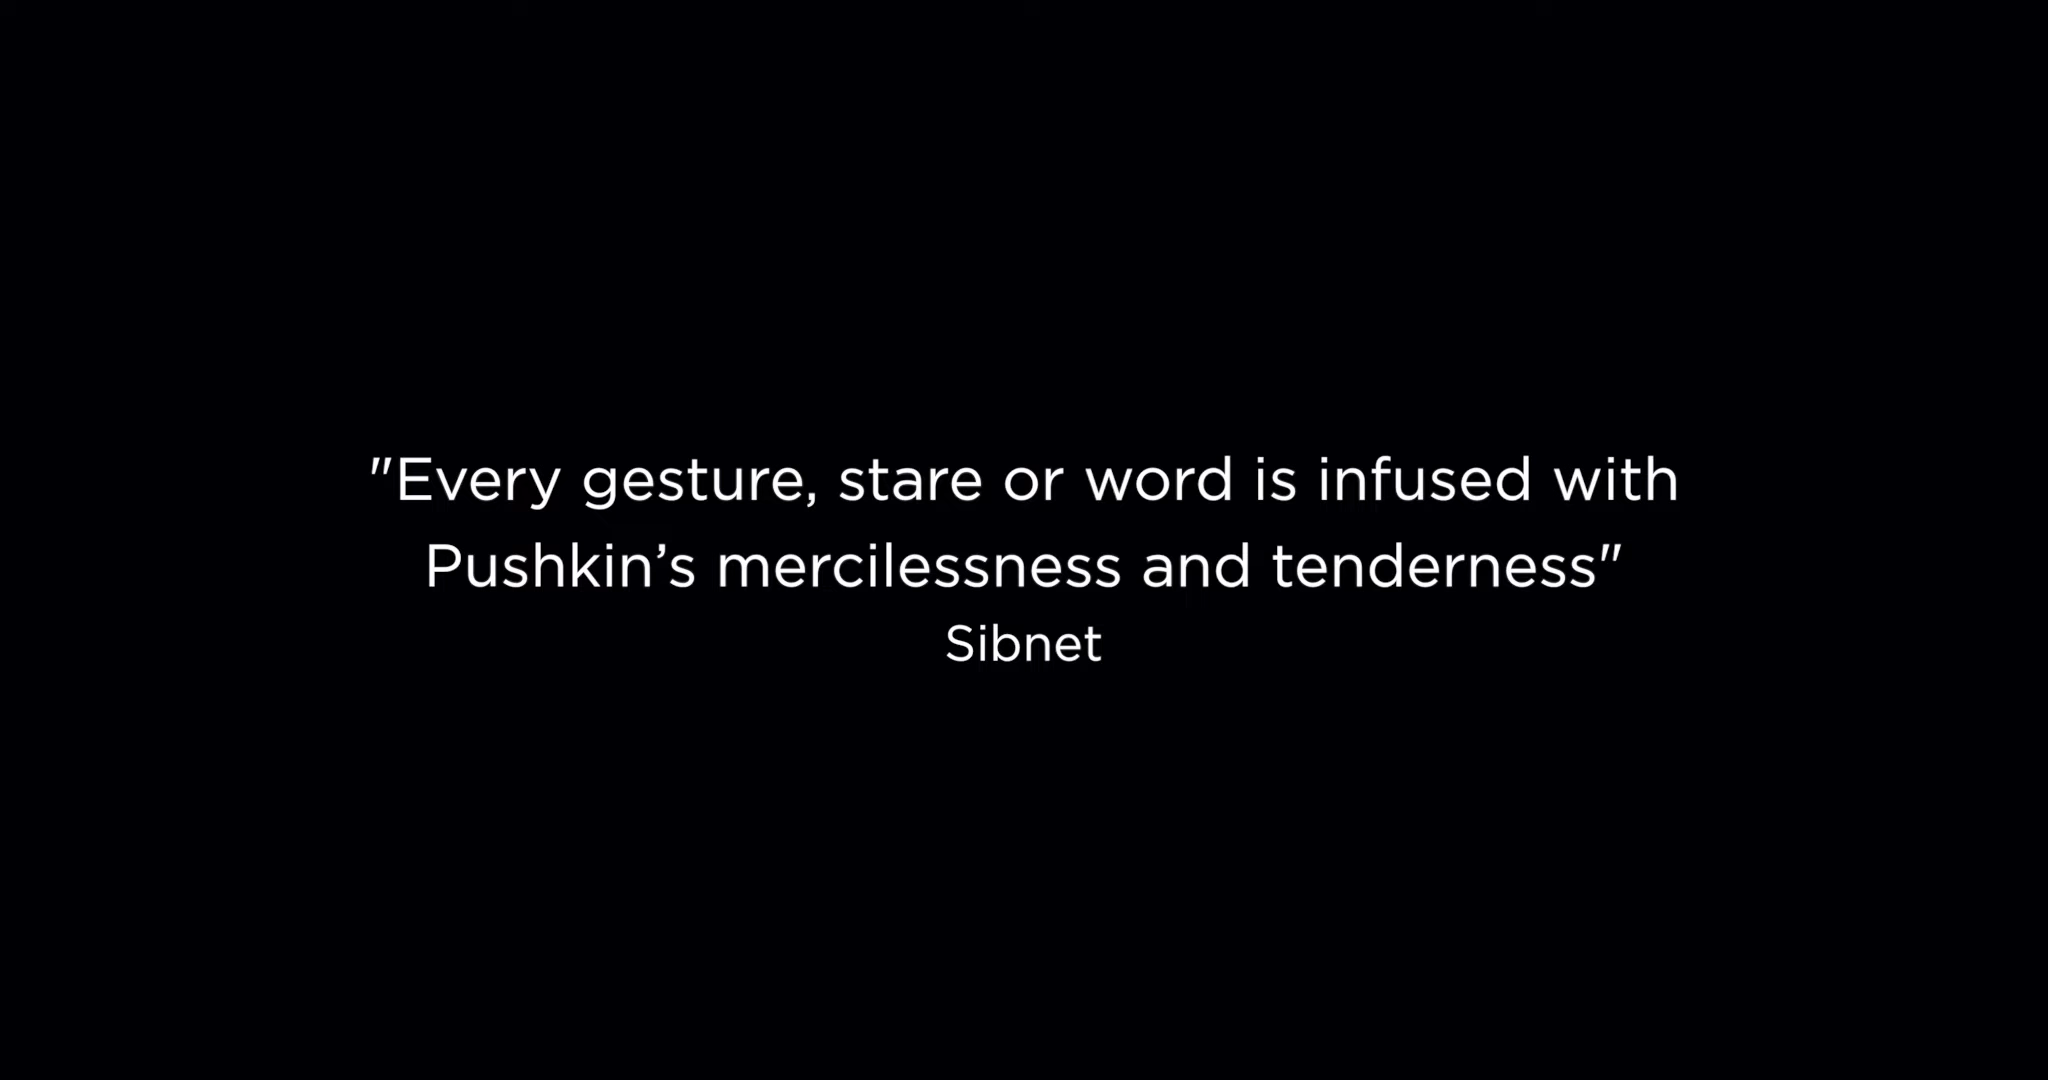 "Every gesture, stare or word is infused with
Pushkin’s mercilessness and tenderness"
Sibnet